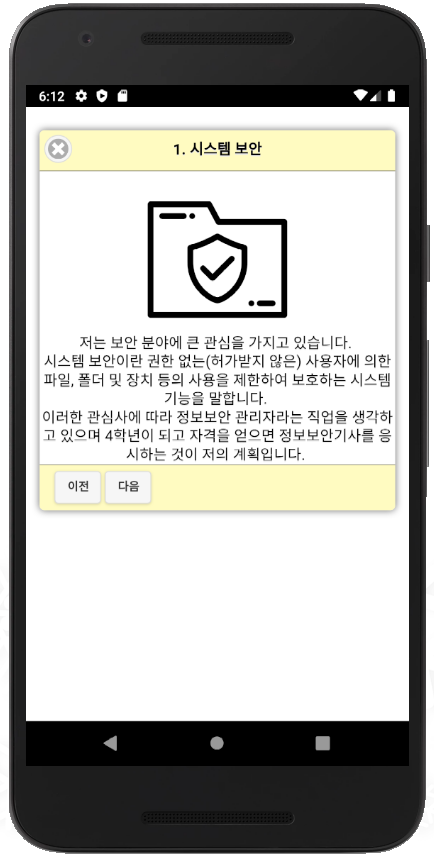 6:12
1. 시스템 보안
저는 보안 분야에 큰 관심을 가지고 있습니다.
시스템 보안이란 권한 없는(허가받지 않은) 사용자에 의한
파일, 폴더 및 장치 등의 사용을 제한하여 보호하는 시스템
기능을 말합니다.
이러한 관심사에 따라 정보보안 관리자라는 직업을 생각하
고 있으며 4학년이 되고 자격을 얻으면 정보보안기사를 응
시하는 것이 저의 계획입니다.
이전 다음